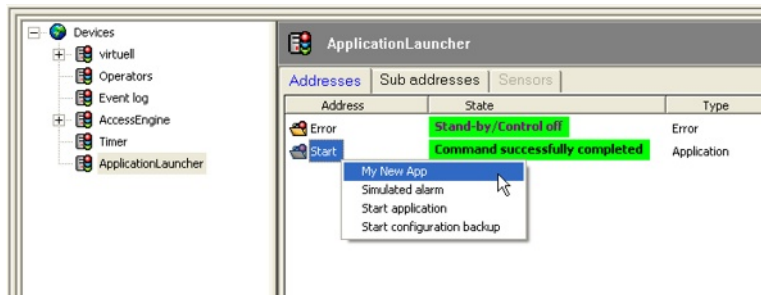 Devices
virtuell
Operators
Event log
AccessEngine
Timer
ApplicationLauncher
ApplicationLauncher
Addresses Sub addresses Sensors
Address State Type
Error Stand-by/Control off Error
Start Command successfully completed Application
My New App
Simulated alarm
Start application
Start configuration backup